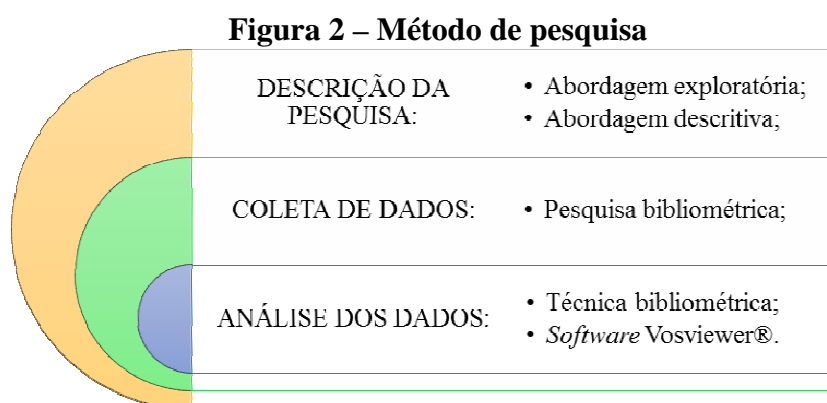 Figura 2 – Método de pesquisa
DESCRIÇÃO DA
PESQUISA:
• Abordagem exploratória;
• Abordagem descritiva;
COLETA DE DADOS:
• Pesquisa bibliométrica;
ANÁLISE DOS DADOS:
• Técnica bibliométrica;
• Software Vosviewer®.